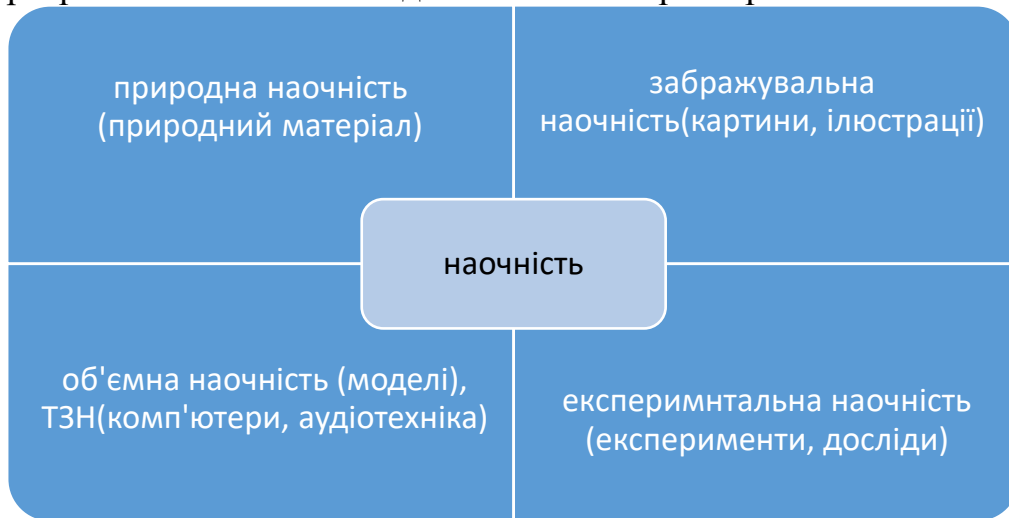 природна наочність
(природний матеріал)
забражувальна
наочність(картини, ілюстрації)
наочність
об'ємна наочність (моделі),
ТЗН(комп'ютери, аудіотехніка)
експеримнтальна наочність
(експерименти, досліди)